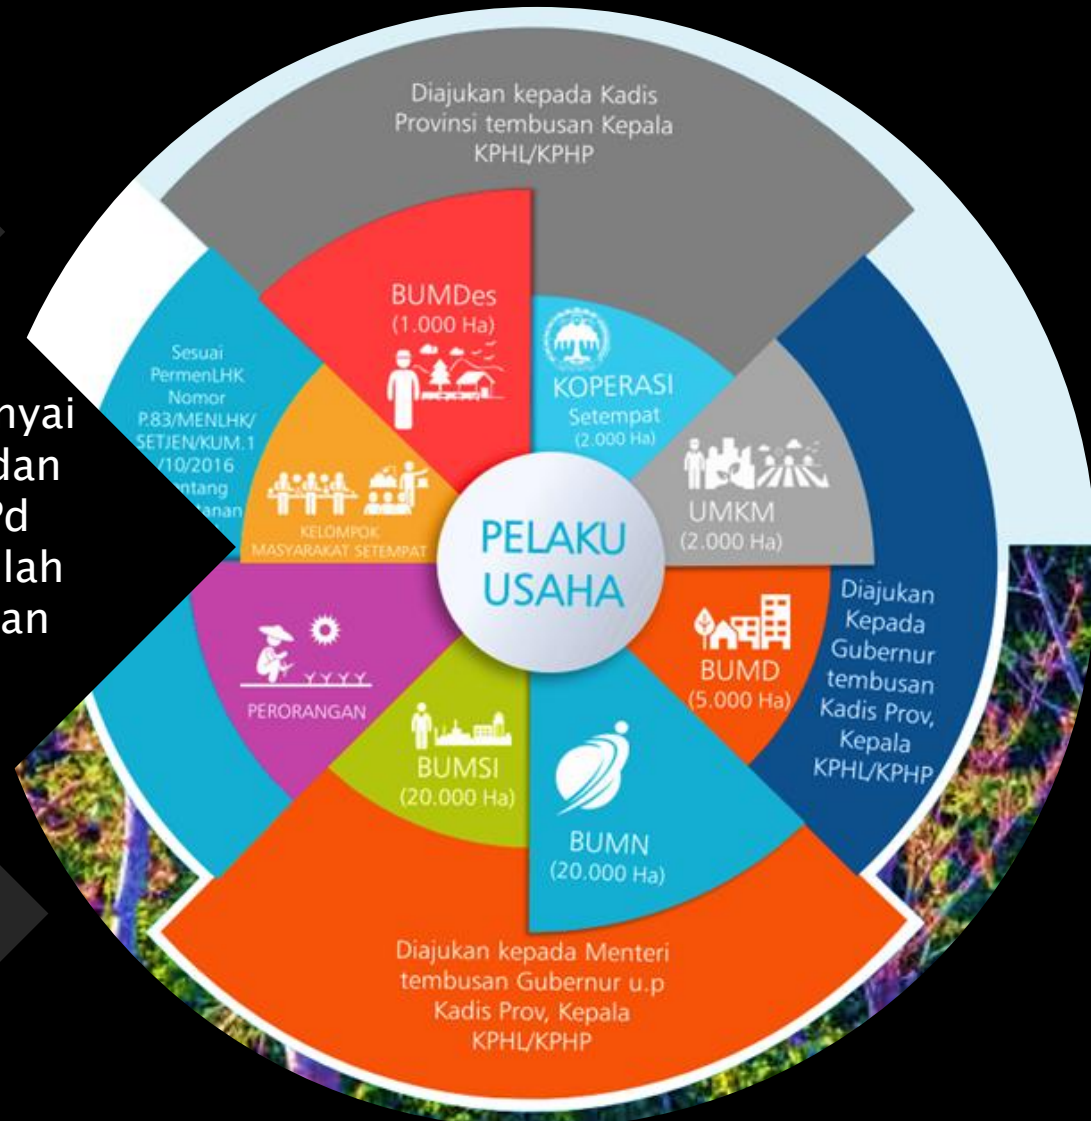 Diajukan kepada Kadis
Provinsi tembusan Kepala
KPHL/KPHP
BUMDes
(1.000 Ha)
KOPERASI
Setempat
(2.000 Ha)
UMKM
(2.000 Ha)
BUMD
(5.000 Ha)
Diajukan
Kepada
Gubernur
tembusan
Kadis Prov,
Kepala
KPHL/KPHP
BUMN
(20.000 Ha)
BUMSI
(20.000 Ha)
Diajukan kepada Menteri
tembusan Gubernur u.p
Kadis Prov, Kepala
KPHL/KPHP
PERORANGAN
KELOMPOK
MASYARAKAT SETEMPAT
Sesuai
PermenLHK
Nomor
P.83/MENLHK/
SETJEN/KUM.1
/10/2016
PELAKU
USAHA
nyai
dan
Pd
lah
an